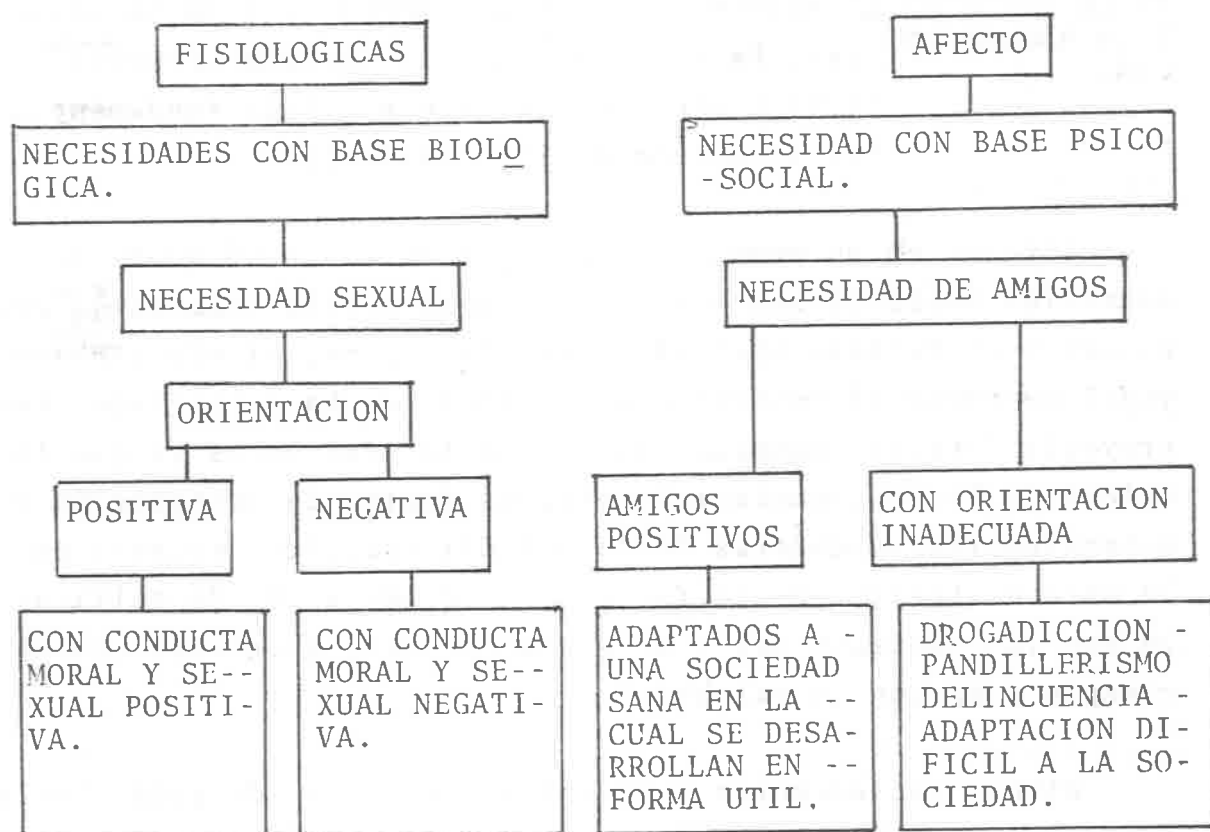 FISIOLOGICAS
NECESIDADES CON BASE BIOLO
GICA.
NECESIDAD SEXUAL
ORIENTACION
POSITIVA
NEGATIVA
CON CONDUCTA
MORAL Y SE--
XUAL POSITI-
VA.
CON CONDUCTA
MORAL Y SE--
XUAL NEGATI-
VA.
AFECTO
NECESIDAD CON BASE PSICO
-SOCIAL.
NECESIDAD DE AMIGOS
AMIGOS
POSITIVOS
CON ORIENTACION
INADECUADA
ADAPTADOS A -
UNA SOCIEDAD
SANA EN LA --
CUAL SE DESA-
RROLLAN EN --
FORMA UTIL.
DROGADICCION -
PANDILLERISMO
DELINCUENCIA -
ADAPTACION DI-
FICIL A LA SO-
CIEDAD.